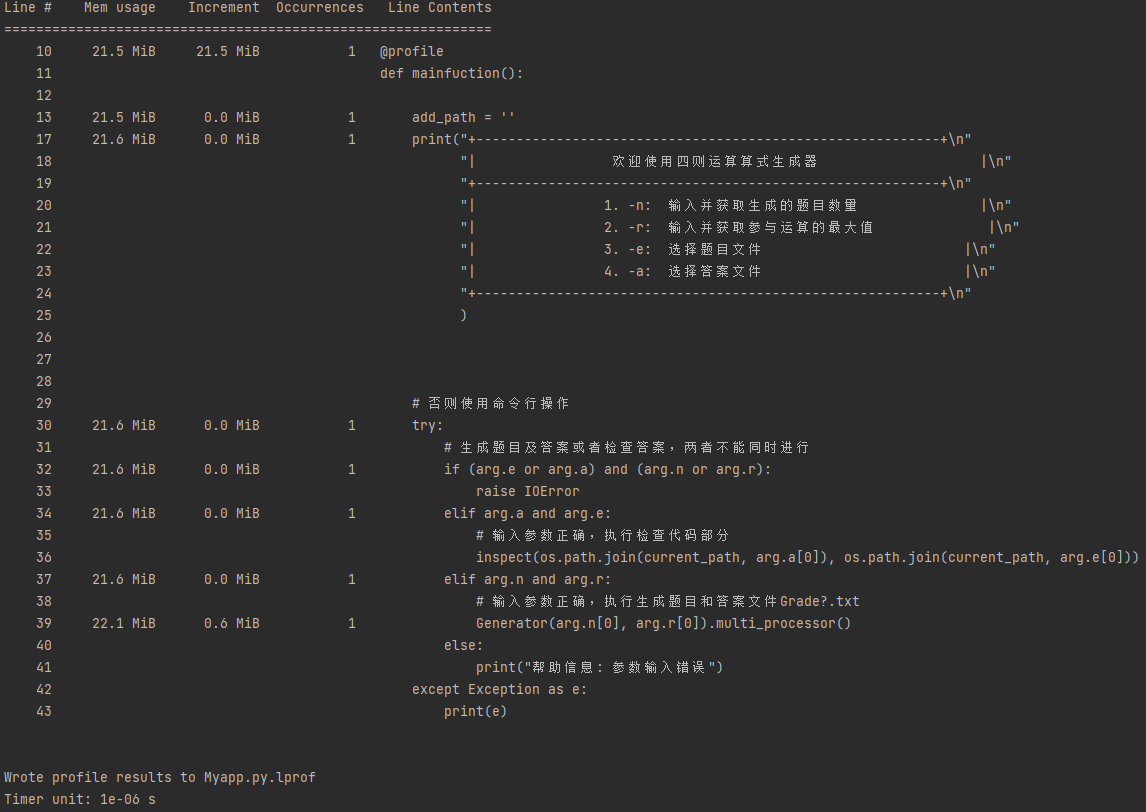 Line #    Mem usage    Increment  Occurrences   Line Contents
=============================================================
    10     21.5 MiB     21.5 MiB           1   @profile
    11                                         def mainfuction():
    12
    13     21.5 MiB      0.0 MiB           1       add_path = ''
    17     21.6 MiB      0.0 MiB           1       print("+----------------------------------------------------------+\n"
    18                                                   "|                 欢迎使用四则运算算式生成器                    |\n"
    19                                                   "+----------------------------------------------------------+\n"
    20                                                   "|                1. -n:  输入并获取生成的题目数量               |\n"
    21                                                   "|                2. -r:  输入并获取参与运算的最大值              |\n"
    22                                                   "|                3. -e:  选择题目文件                         |\n"
    23                                                   "|                4. -a:  选择答案文件                         |\n"
    24                                                   "+----------------------------------------------------------+\n"
    25                                                   )
    26
    27
    28
    29                                             # 否则使用命令行操作
    30     21.6 MiB      0.0 MiB           1       try:
    31                                                 # 生成题目及答案或者检查答案，两者不能同时进行
    32     21.6 MiB      0.0 MiB           1           if (arg.e or arg.a) and (arg.n or arg.r):
    33                                                     raise IOError
    34     21.6 MiB      0.0 MiB           1           elif arg.a and arg.e:
    35                                                     # 输入参数正确，执行检查代码部分
    36                                                     inspect(os.path.join(current_path, arg.a[0]), os.path.join(current_path, arg.e[0]))
    37     21.6 MiB      0.0 MiB           1           elif arg.n and arg.r:
    38                                                     # 输入参数正确，执行生成题目和答案文件Grade?.txt
    39     22.1 MiB      0.6 MiB           1               Generator(arg.n[0], arg.r[0]).multi_processor()
    40                                                 else:
    41                                                     print("帮助信息: 参数输入错误")
    42                                             except Exception as e:
    43                                                 print(e)
Wrote profile results to Myapp.py.lprof
Timer unit: 1e-06 s